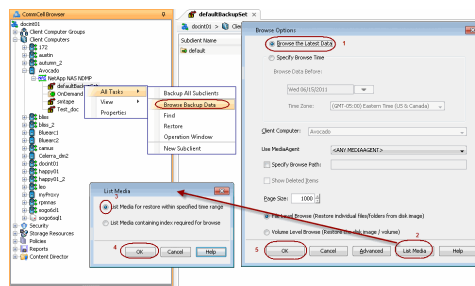 CommCell Browser
docint01
Client Computer Groups
Client Computers
172
austin
autumn_2
Avocado
NetApp NAS NDMP
defaultBackupSet
OnDemand
smtape
Test_doc
bliss
bliss_2
Bluearc1
Bluearc2
camus
Celerra_dm2
docint01
happy01
happy01_2
leo
myProxy
rpmnas
sogo6d1
Security
Storage Resources
Policies
Reports
Content Director
defaultBackupSet
docint01
Subclient Name
default
All Tasks
View
Properties
Backup All Subclients
Browse Backup Data
Find
Restore
Operation Window
New Subclient
Browse Options
Browse the Latest Data
1
Specify Browse Time
Browse Data Before:
Wed 06/15/2011
Time Zone:
(GMT-05:00) Eastern Time (US & Canada)
Client Computer:
Avocado
Use MediaAgent
<ANY MEDIAAGENT>
Specify Browse Path:
Show Deleted Items
Page Size:
1000
File Level Browse (Restore individual files/folders from disk image)
Volume Level Browse (Restore the disk image / volume)
2
5
OK
Cancel
Advanced
List Media
Help
List Media
3
List Media for restore within specified time range
List Media containing index required for browse
4
OK
Cancel
Help